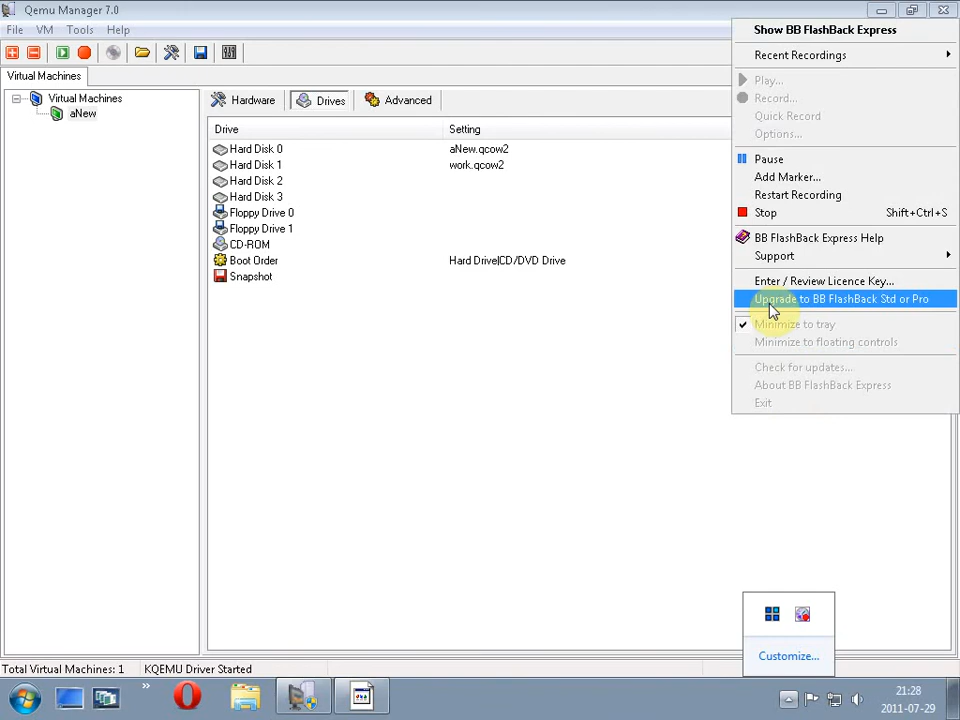 Qemu Manager 7.0
File VM Tools Help
Virtual Machines
Virtual Machines
aNew
Hardware Drives Advanced
Drive Setting
Hard Disk 0 aNew.qcow2
Hard Disk 1 work.qcow2
Hard Disk 2
Hard Disk 3
Floppy Drive 0
Floppy Drive 1
CD-ROM
Boot Order Hard Drive|CD/DVD Drive
Snapshot
Show BB FlashBack Express
Recent Recordings
Play...
Record...
Quick Record
Options...
Pause
Add Marker...
Restart Recording
Stop Shift+Ctrl+S
BB FlashBack Express Help
Support
Enter / Review Licence Key...
Upgrade to BB FlashBack Std or Pro
Minimize to tray
Minimize to floating controls
Check for updates...
About BB FlashBack Express
Exit
Customize...
Total Virtual Machines: 1 KQEMU Driver Started
21:28
2011-07-29